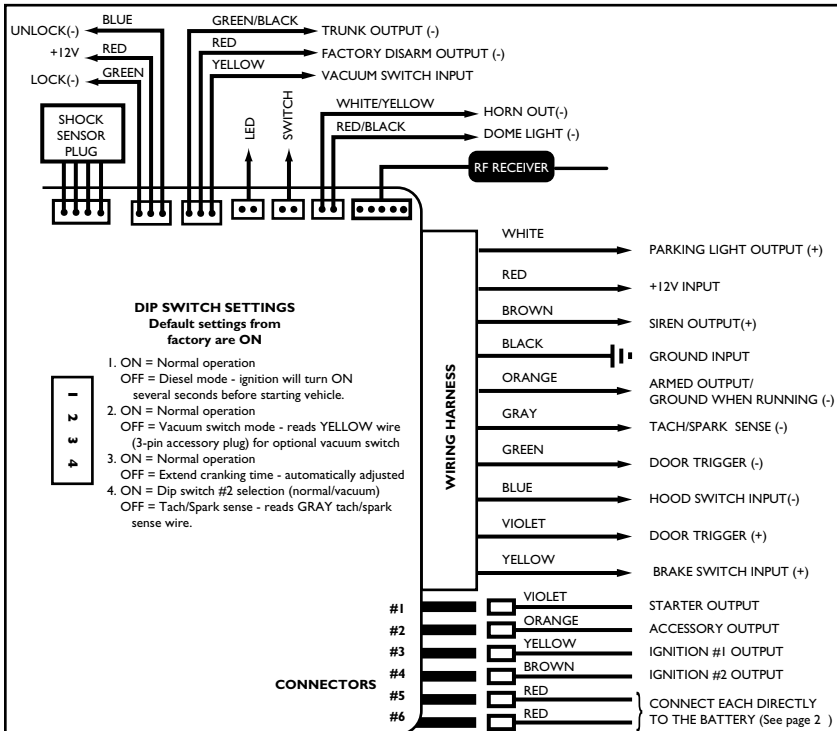 UNLOCK(-) BLUE
+12V RED
LOCK(-) GREEN
GREEN/BLACK TRUNK OUTPUT (-)
RED FACTORY DISARM OUTPUT (-)
YELLOW VACUUM SWITCH INPUT
SHOCK
SENSOR
PLUG
LED
SWITCH
WHITE/YELLOW HORN OUT(-)
RED/BLACK DOME LIGHT (-)
RF RECEIVER
DIP SWITCH SETTINGS
Default settings from
factory are ON
1. ON = Normal operation
OFF = Diesel mode - ignition will turn ON
several seconds before starting vehicle.
2. ON = Normal operation
OFF = Vacuum switch mode - reads YELLOW wire
(3-pin accessory plug) for optional vacuum switch
3. ON = Normal operation
OFF = Extend cranking time - automatically adjusted
4. ON = Dip switch #2 selection (normal/vacuum)
OFF = Tach/Spark sense - reads GRAY tach/spark
sense wire.
1
2
3
4
WIRING HARNESS
WHITE PARKING LIGHT OUTPUT (+)
RED +12V INPUT
BROWN SIREN OUTPUT(+)
BLACK GROUND INPUT
ORANGE ARMED OUTPUT/
GROUND WHEN RUNNING (-)
GRAY TACH/SPARK SENSE (-)
GREEN DOOR TRIGGER (-)
BLUE HOOD SWITCH INPUT(-)
VIOLET DOOR TRIGGER (+)
YELLOW BRAKE SWITCH INPUT (+)
CONNECTORS
#1 VIOLET STARTER OUTPUT
#2 ORANGE ACCESSORY OUTPUT
#3 YELLOW IGNITION #1 OUTPUT
#4 BROWN IGNITION #2 OUTPUT
#5 RED CONNECT EACH DIRECTLY
#6 RED TO THE BATTERY (See page 2 )